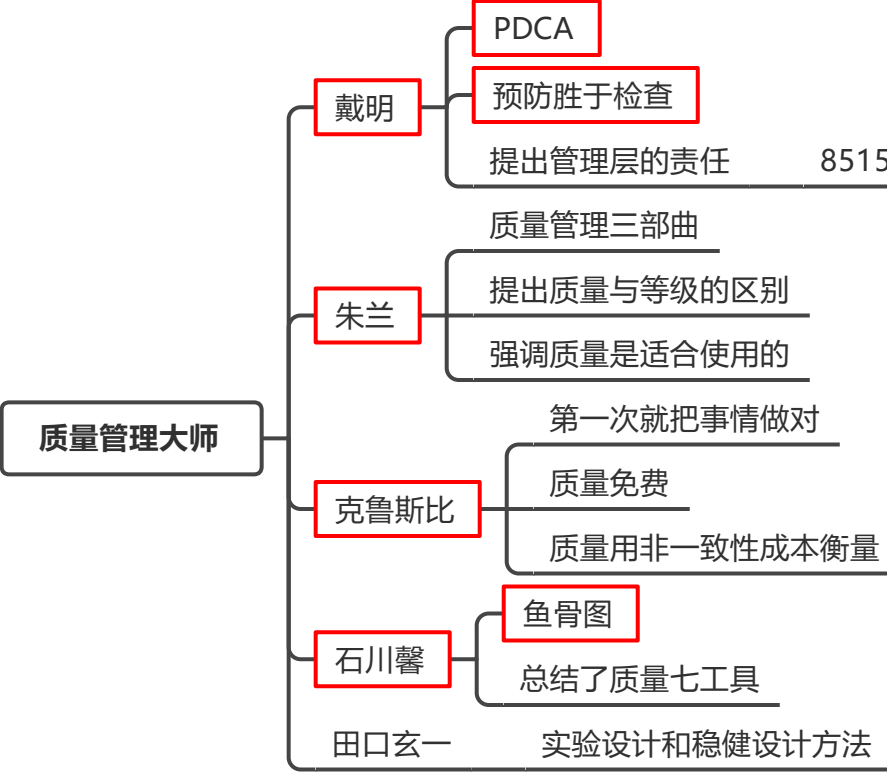 PDCA
戴明
预防胜于检查
提出管理层的责任 8515
质量管理三部曲
朱兰
提出质量与等级的区别
强调质量是适合使用的
质量管理大师
第一次就把事情做对
克鲁斯比
质量免费
质量用非一致性成本衡量
石川馨
鱼骨图
总结了质量七工具
田口玄一 实验设计和稳健设计方法